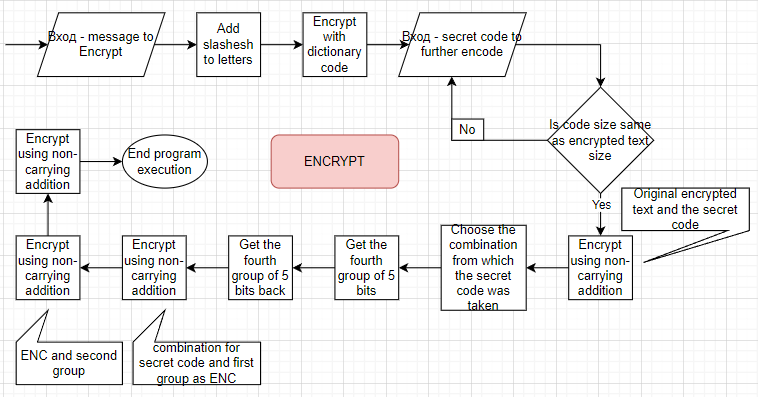 Вход - message to
Encrypt
Add
slashesh
to letters
Encrypt
with
dictionary
code
Вход - secret code to
further encode
No
Is code size same
as encrypted text
size
Yes
Encrypt
using non-
carrying
addition
End program
execution
ENCRYPT
Original encrypted
text and the secret
code
Encrypt
using non-
carrying
addition
Encrypt
using non-
carrying
addition
Get the
fourth
group of 5
bits back
Get the
fourth
group of 5
bits
Choose the
combination
from which
the secret
code was
taken
Encrypt
using non-
carrying
addition
ENC and second
group
combination for
secret code and first
group as ENC